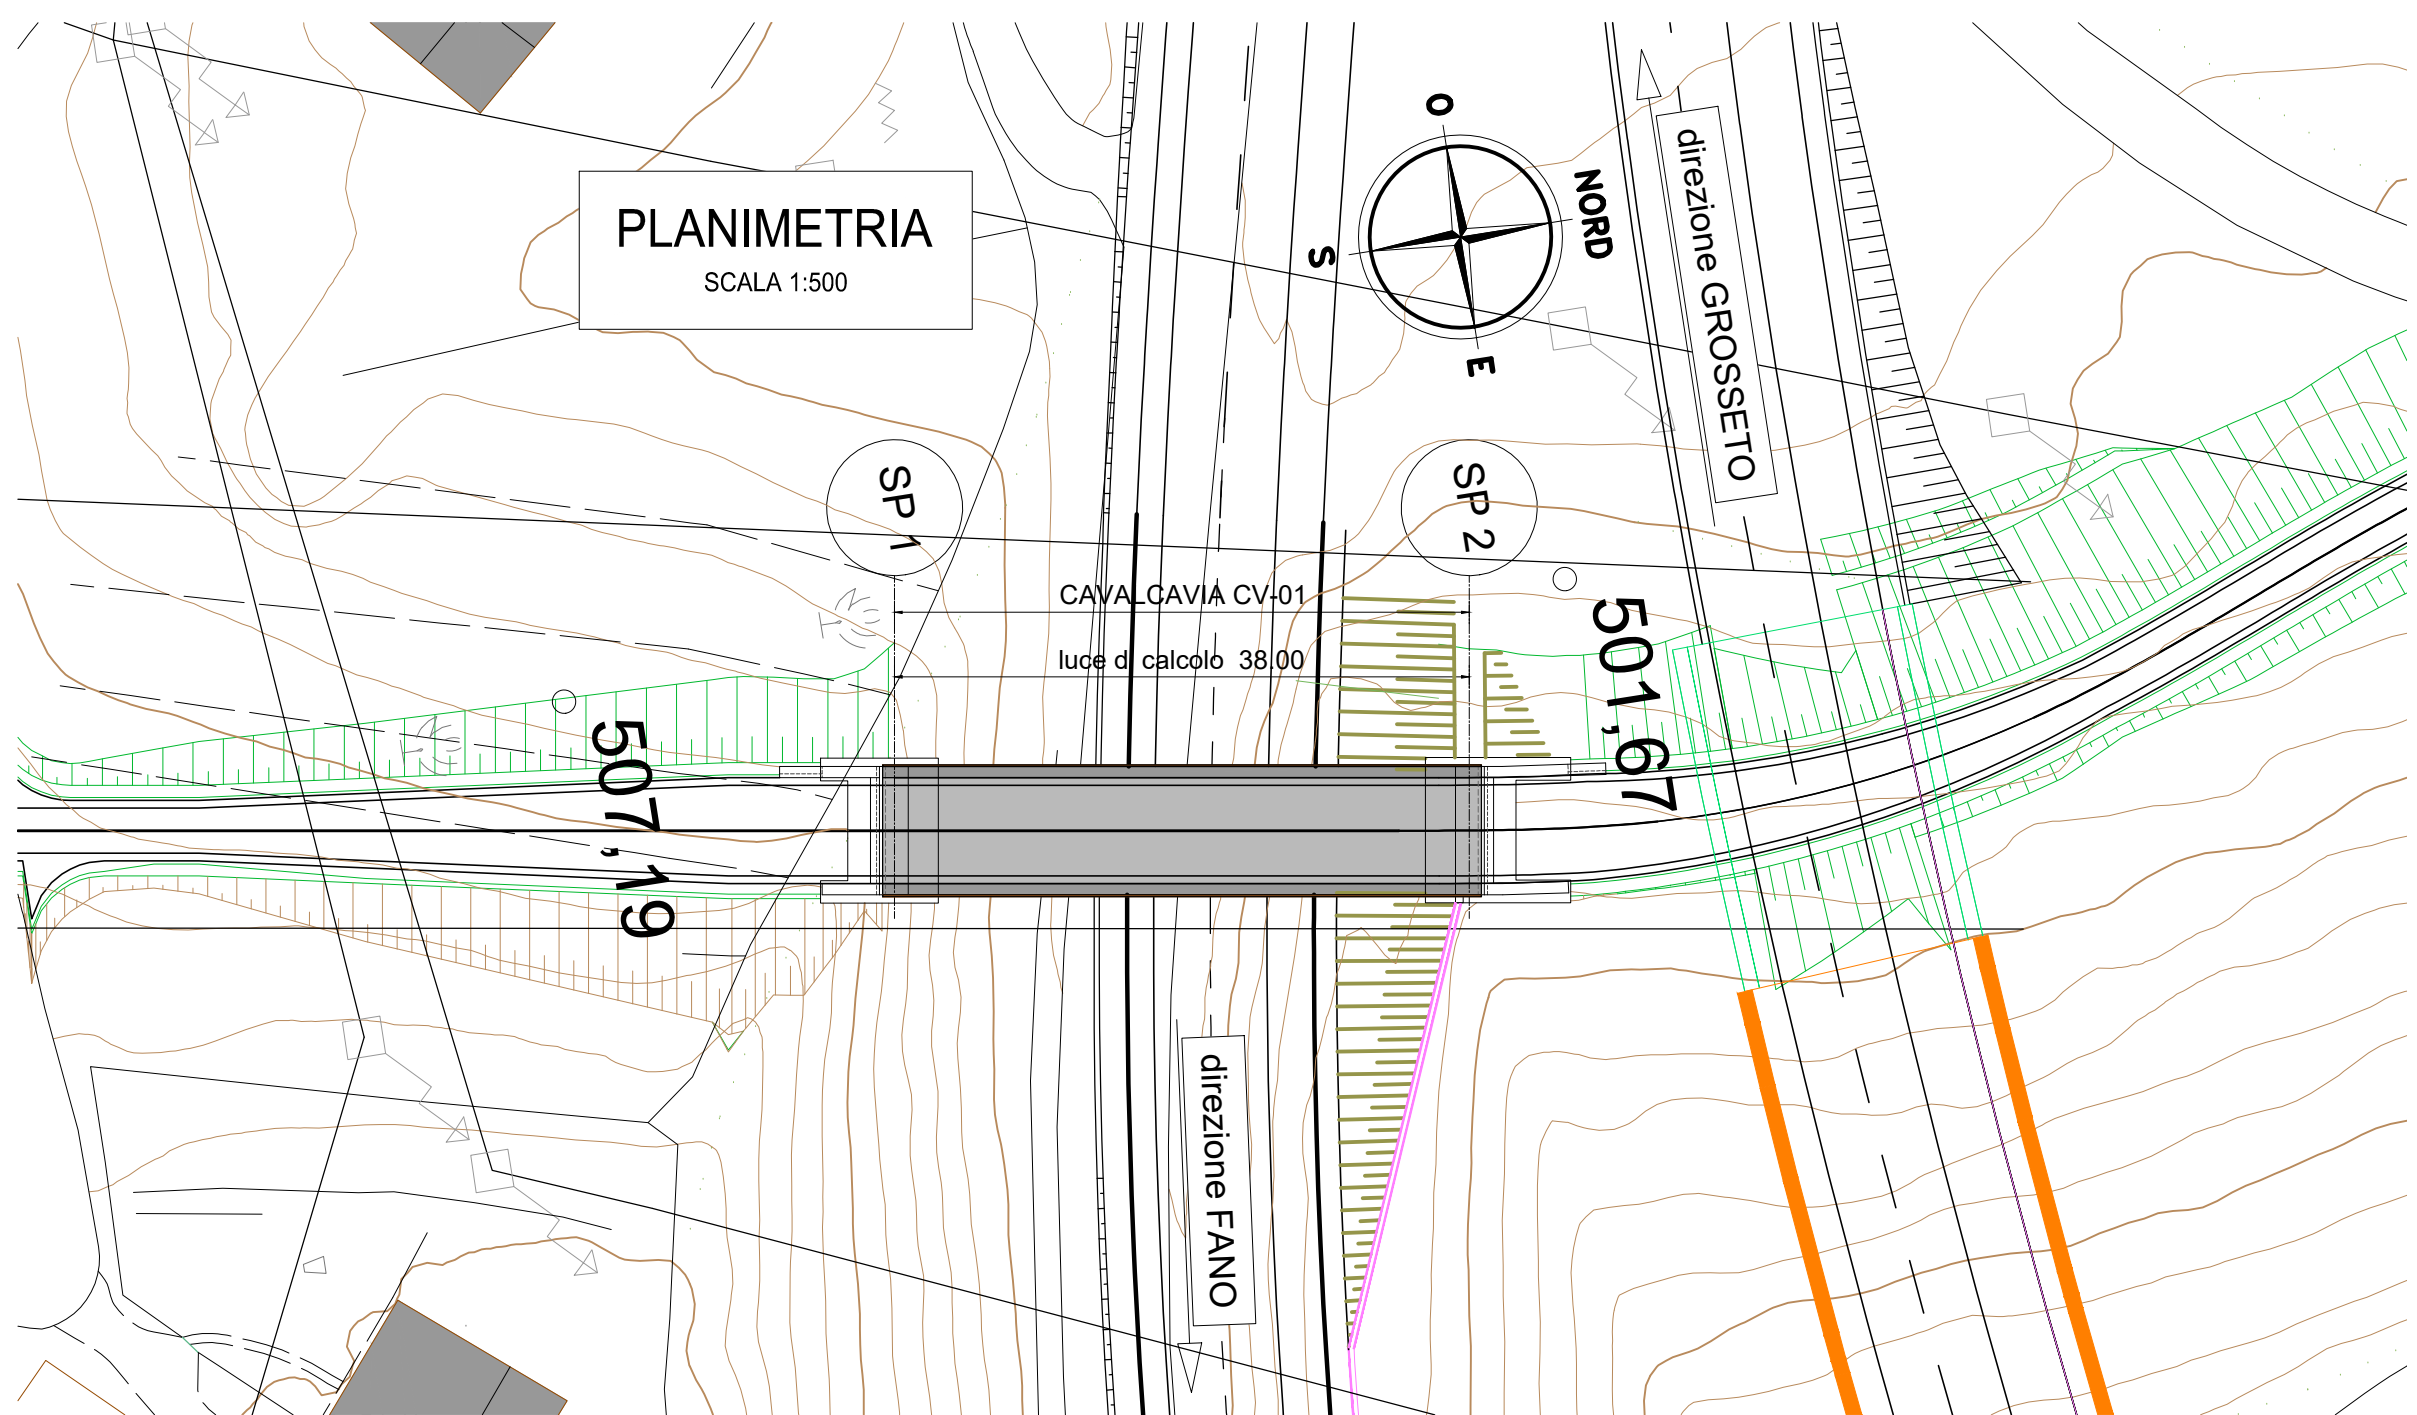 O
NORD
S
E
direzione GROSSETO
PLANIMETRIA
SCALA 1:500
SP 1
SP 2
CAVALCAVIA CV-01
luce di calcolo 38.00
501,67
507,19
direzione FANO